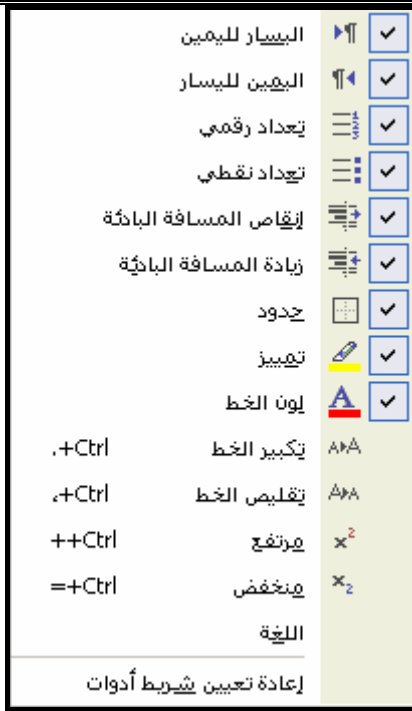 اليسار لليمين
اليمين لليسار
تعداد رقمي
تعداد نقطي
إنقاص المسافة البادئة
زيادة المسافة البادئة
حدود
تمييز
لون الخط
تكبير الخط Ctrl+.
تقليص الخط Ctrl+،
مرتفع Ctrl++
منخفض Ctrl+=
اللغة
إعادة تعيين شريط أدوات